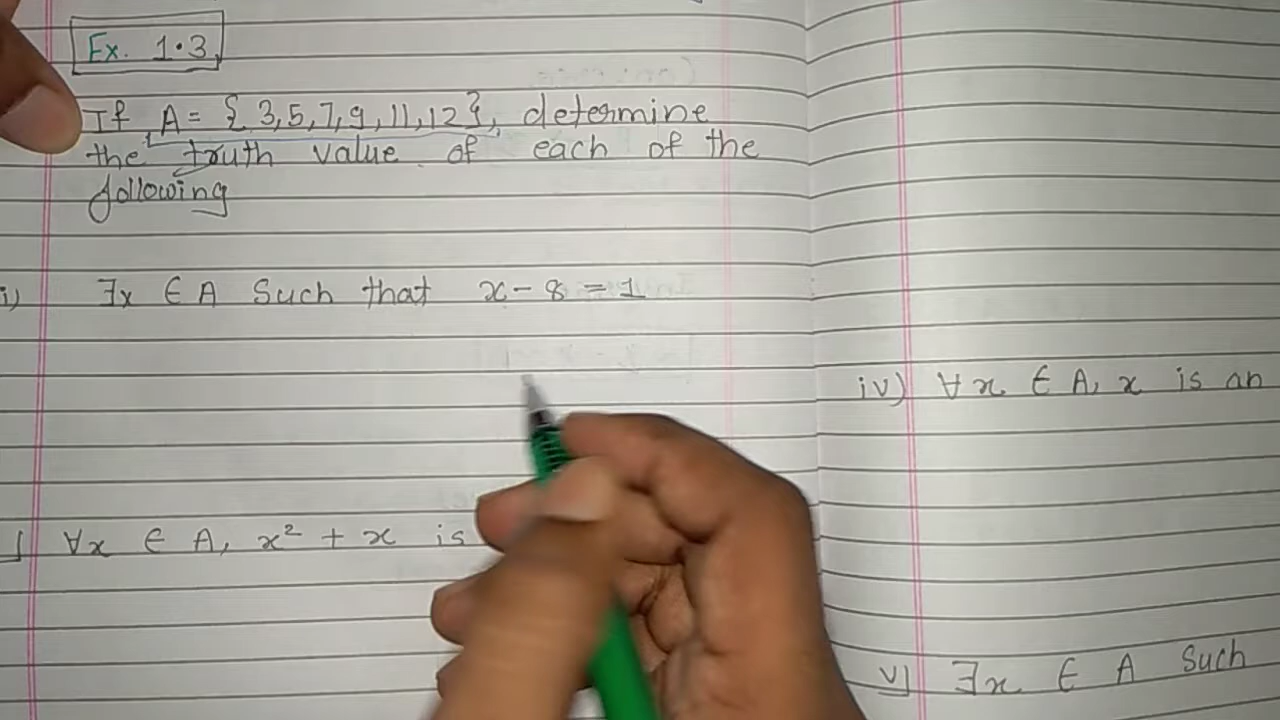 Ex. 1.3
If A = { 3,5,7,9,11,12 }, determine
the truth value of each of the
following
i) ∃x ∈ A Such that x - 8 = 1
∀x ∈ A, x² + x is
iv) ∀x ∈ A, x is an
v) ∃x ∈ A Such